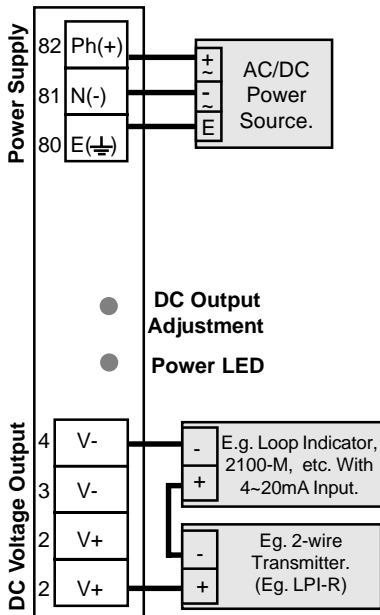 Power Supply
82 Ph(+)
81 N(-)
80 E(⏚)
+
~
-
~
E
AC/DC
Power
Source.
DC Output
Adjustment
Power LED
DC Voltage Output
4 V-
3 V-
2 V+
2 V+
-
+
E.g. Loop Indicator,
2100-M, etc. With
4~20mA Input.
-
+
Eg. 2-wire
Transmitter.
(Eg. LPI-R)